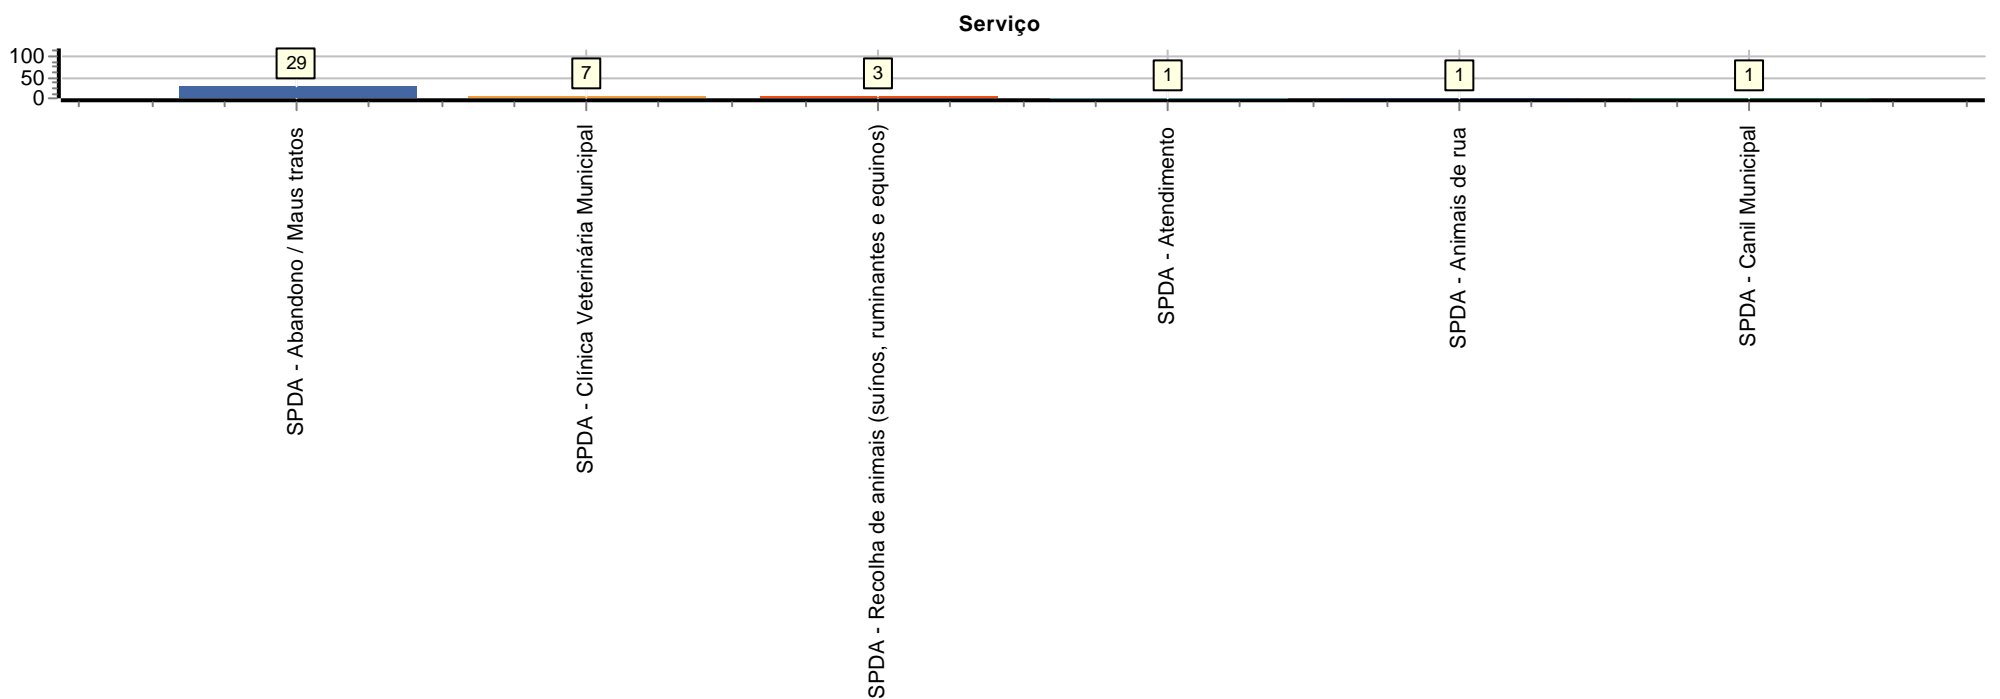 Serviço
100
50
0
29
7
3
1
1
1
SPDA - Abandono / Maus tratos
SPDA - Clínica Veterinária Municipal
SPDA - Recolha de animais (suínos, ruminantes e equinos)
SPDA - Atendimento
SPDA - Animais de rua
SPDA - Canil Municipal